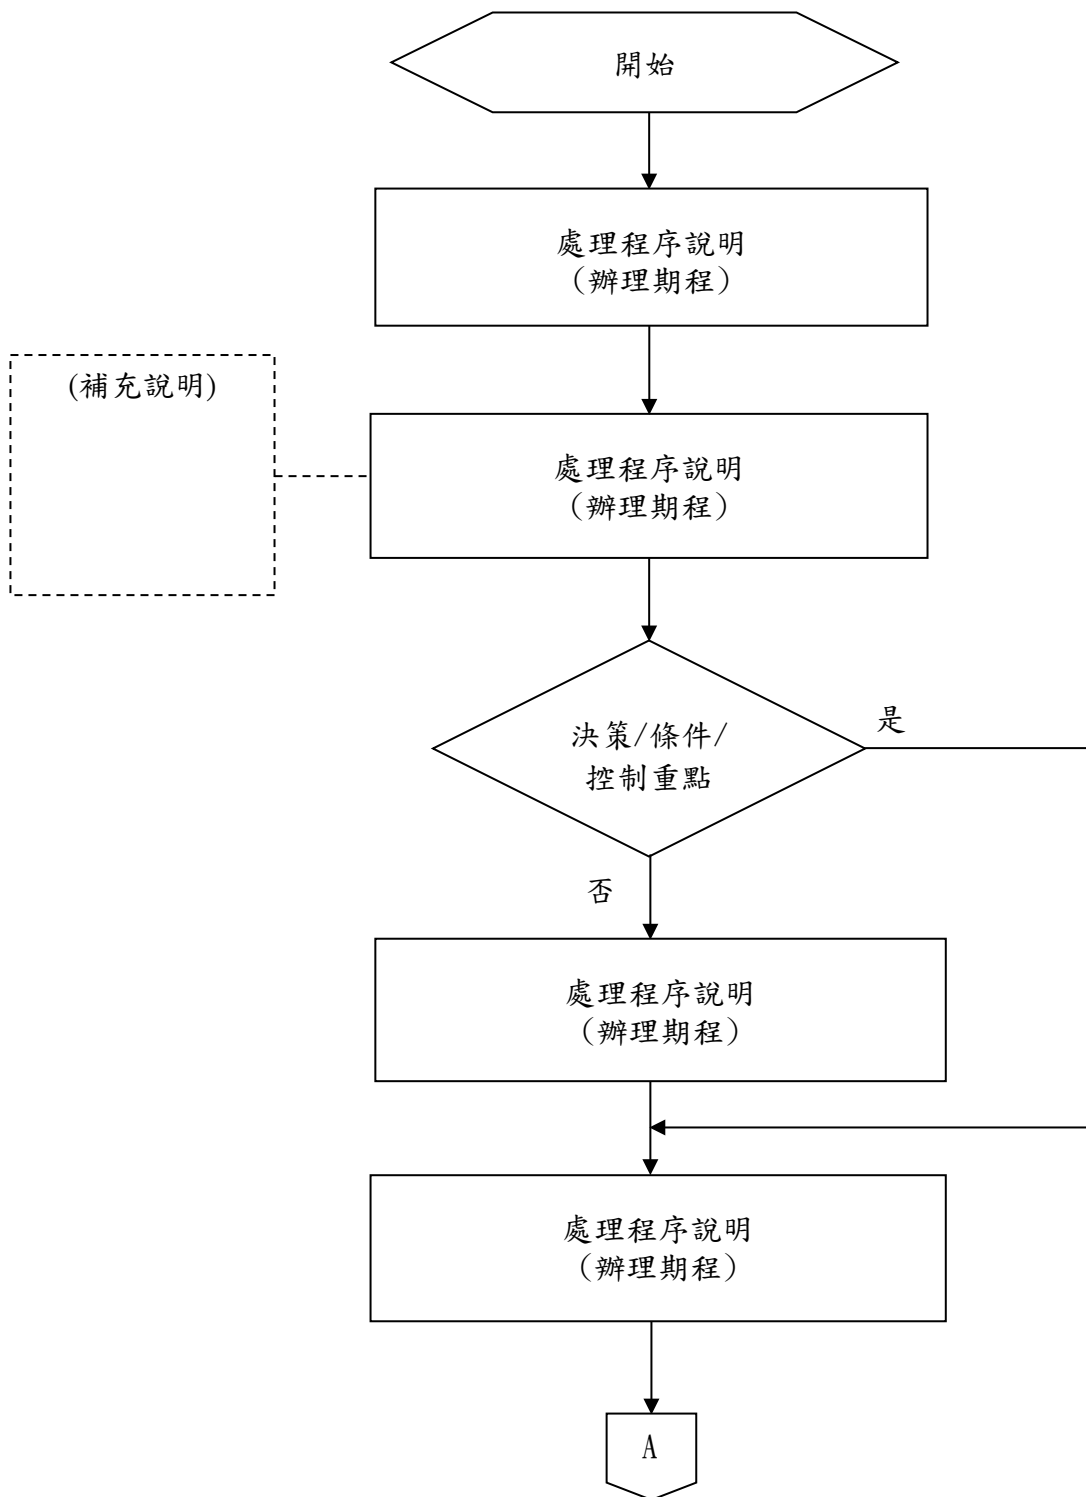 開始
處理程序說明
（辦理期程）
(補充說明)
處理程序說明
（辦理期程）
決策/條件/
控制重點
是
否
處理程序說明
（辦理期程）
處理程序說明
（辦理期程）
A